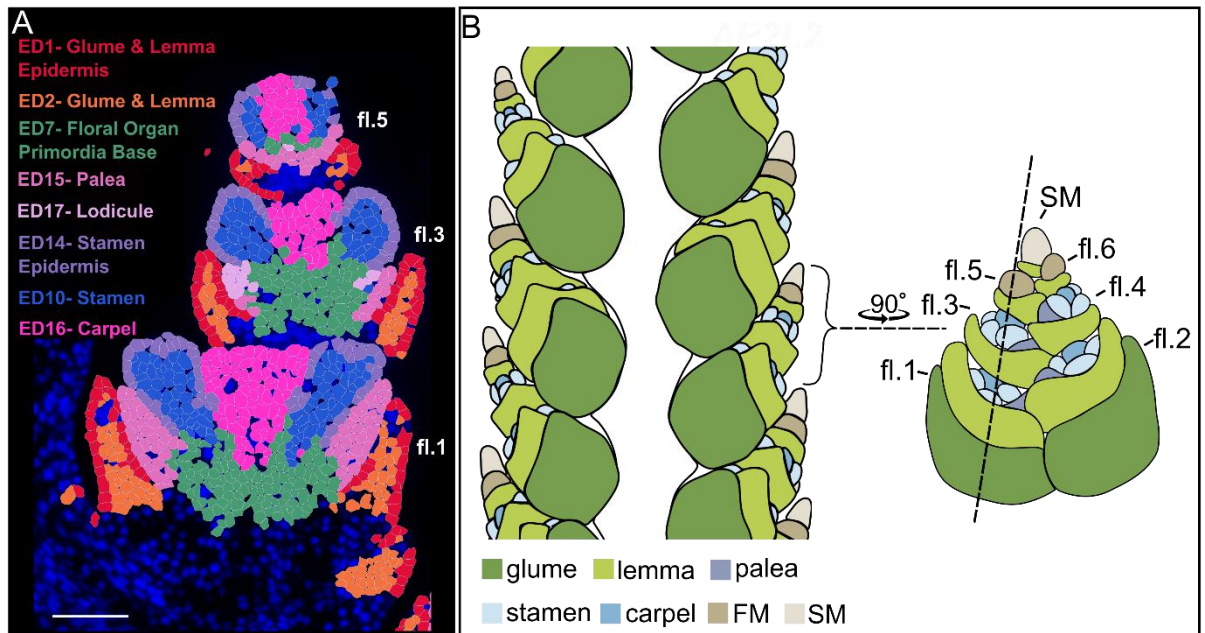 A
ED1- Glume & Lemma
Epidermis
ED2- Glume & Lemma
ED7- Floral Organ
Primordia Base
ED15- Palea
ED17- Lodicule
ED14- Stamen
Epidermis
ED10- Stamen
ED16- Carpel
fl.5
fl.3
fl.1
B
90°
SM
fl.6
fl.5
fl.4
fl.3
fl.2
fl.1
glume lemma palea
stamen carpel FM SM